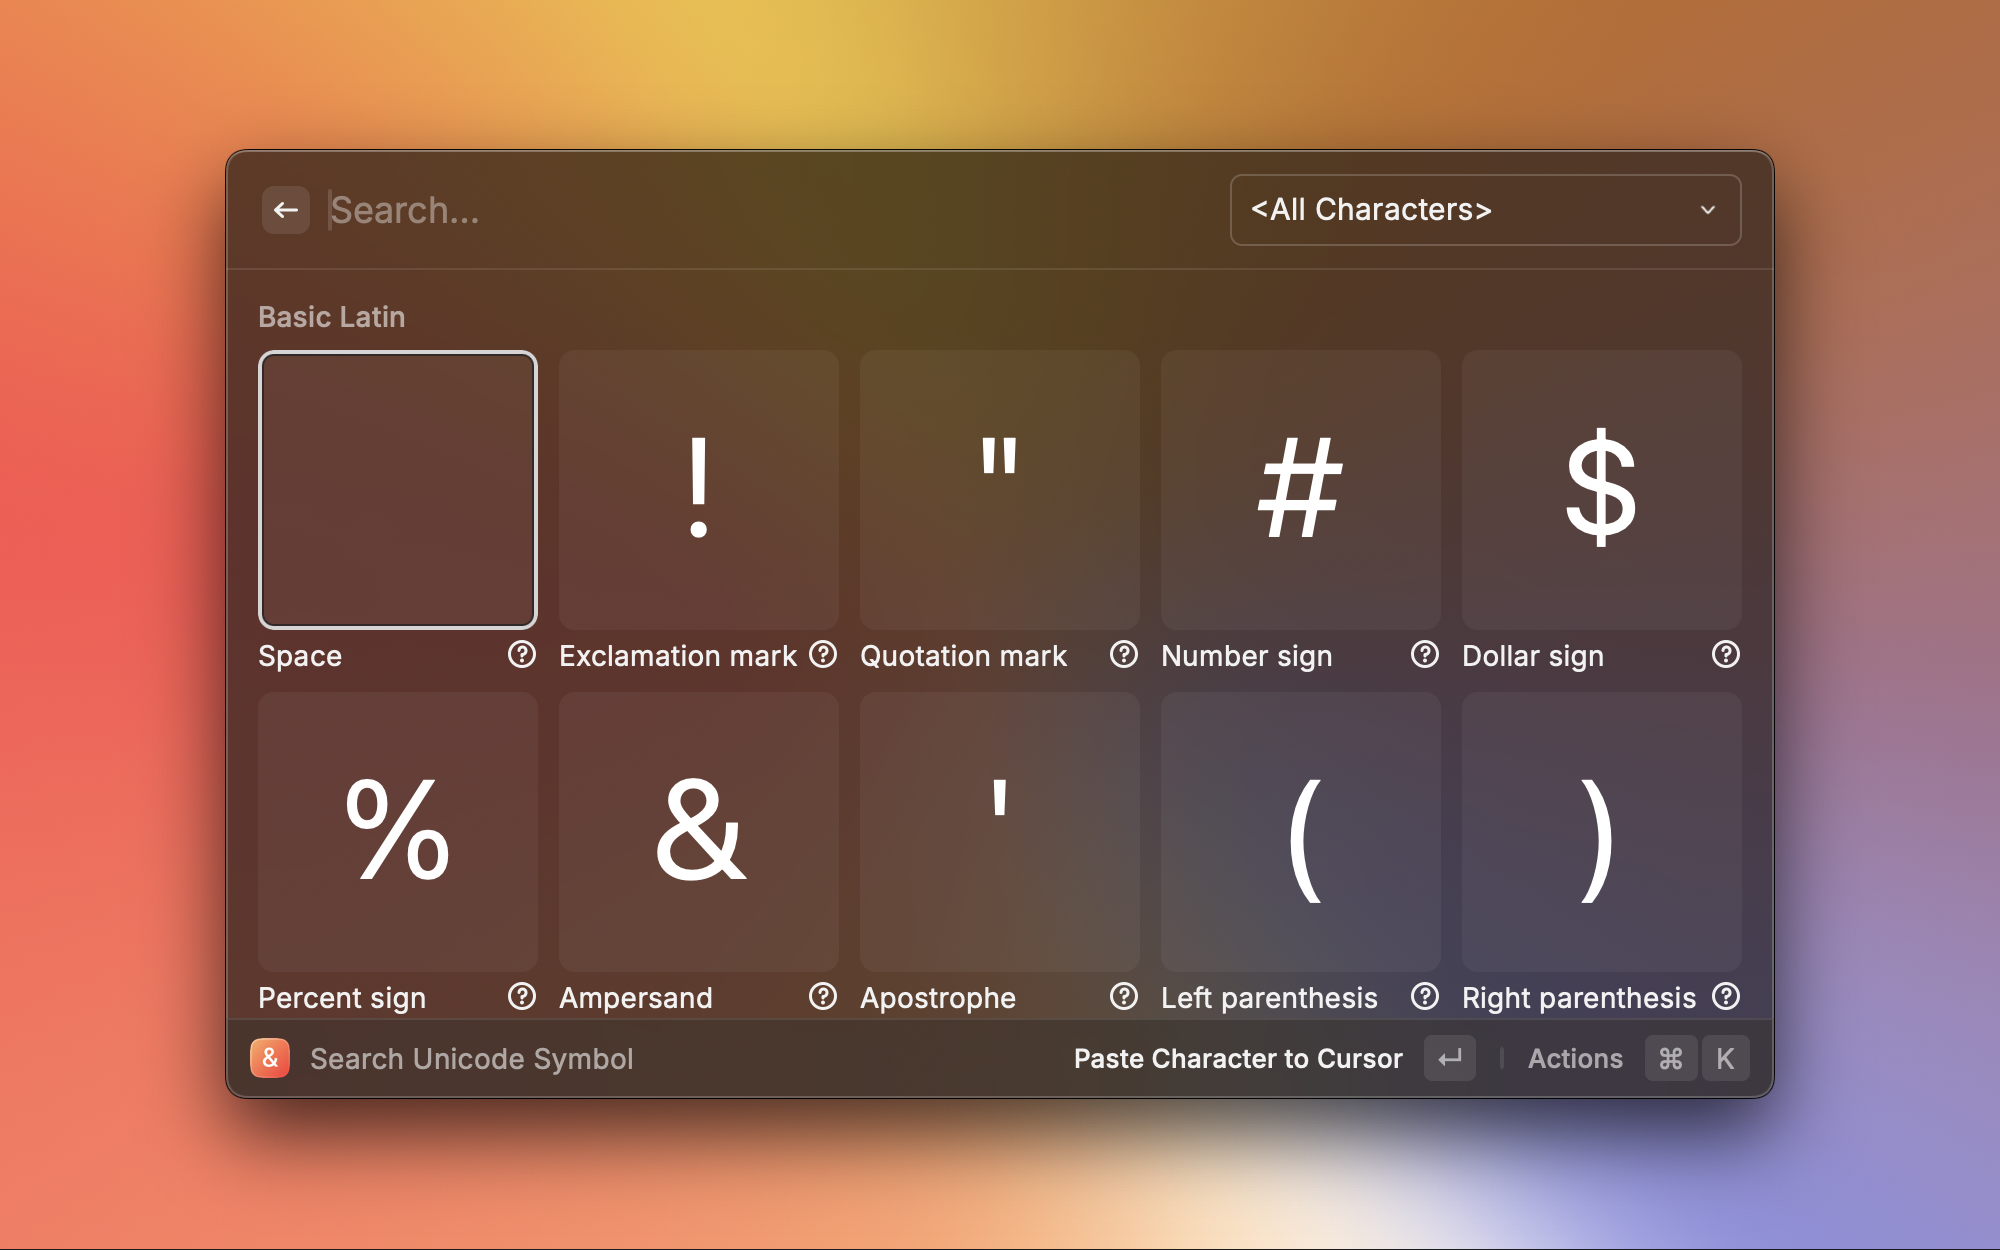 Search...
<All Characters>
Basic Latin
! " # $
Space Exclamation mark Quotation mark Number sign Dollar sign
% & ' ( )
Percent sign Ampersand Apostrophe Left parenthesis Right parenthesis
& Search Unicode Symbol Paste Character to Cursor ↵ Actions ⌘ K